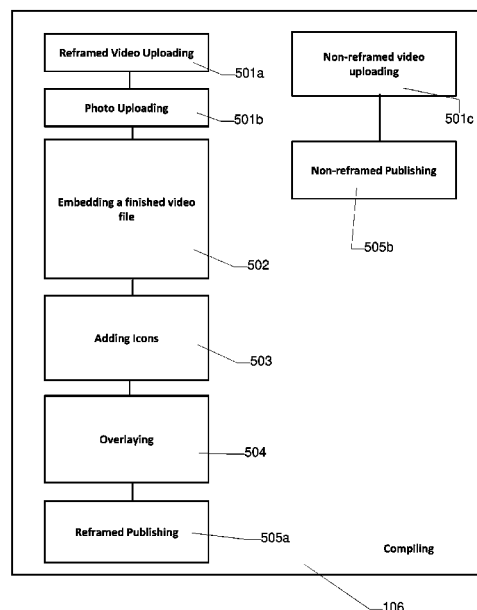 Reframed Video Uploading
501a
Photo Uploading
501b
Embedding a finished video
file
502
Adding Icons
503
Overlaying
504
Reframed Publishing
505a
Non-reframed video
uploading
501c
Non-reframed Publishing
505b
Compiling
106